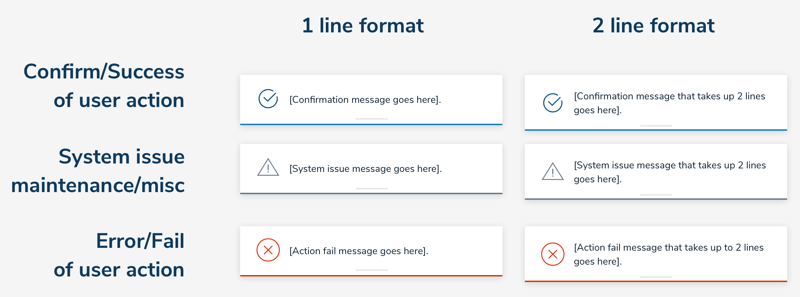 1 line format
2 line format
Confirm/Success
of user action
[Confirmation message goes here].
[Confirmation message that takes up 2 lines
goes here].
System issue
maintenance/misc
[System issue message goes here].
[System issue message that takes up 2 lines
goes here].
Error/Fail
of user action
[Action fail message goes here].
[Action fail message that takes up to 2 lines
goes here].